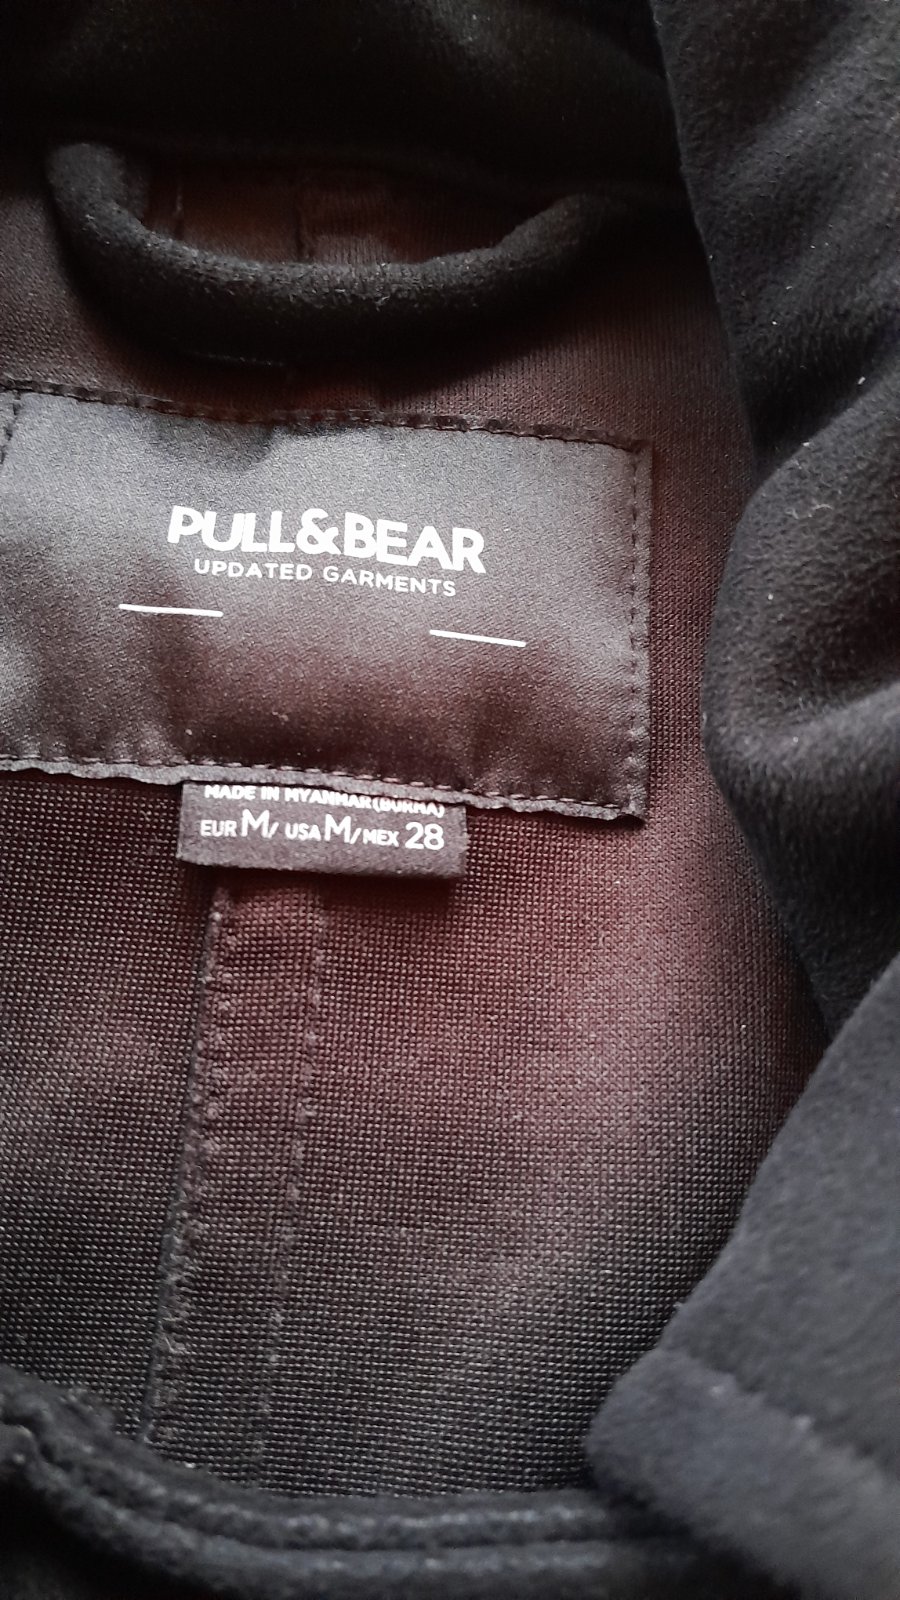 PULL&BEAR
UPDATED GARMENTS
MADE IN MYANMAR (BURMA)
EUR M/ USA M/ MEX 28